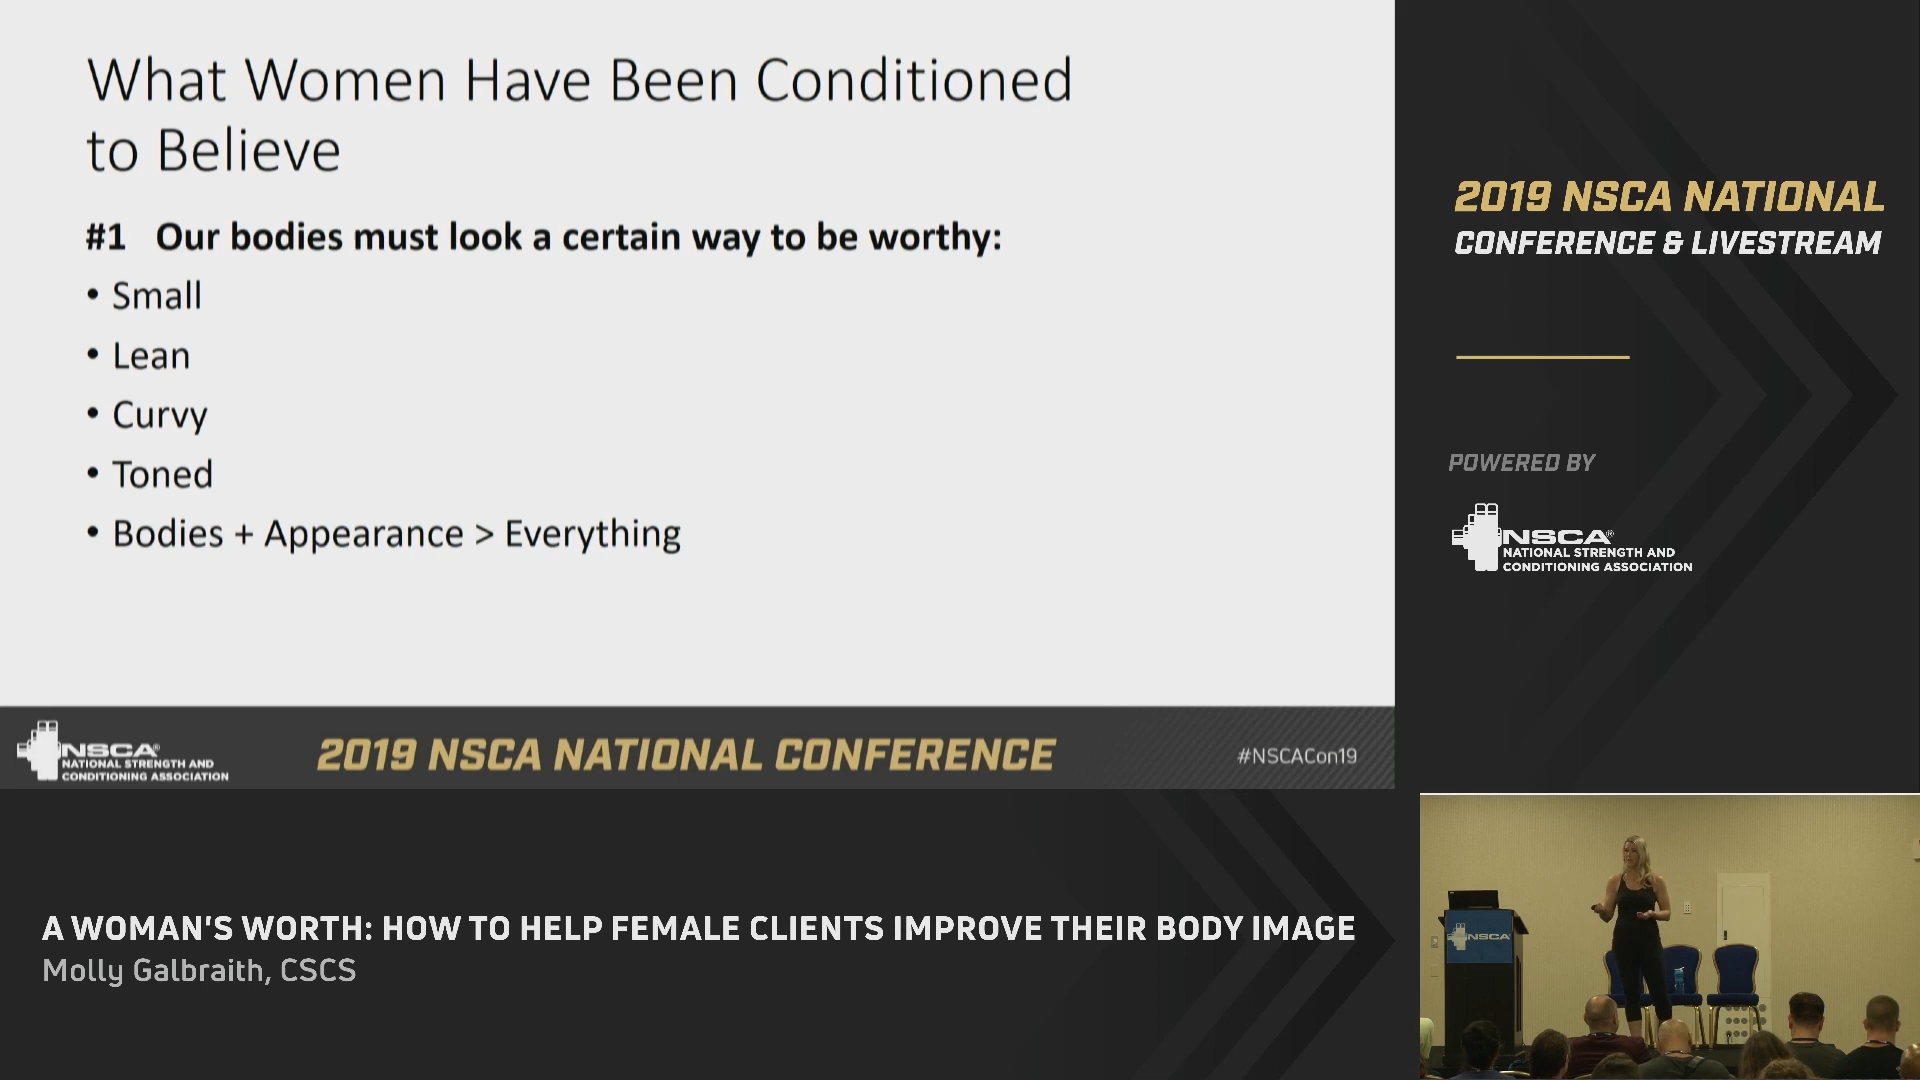 What Women Have Been Conditioned
to Believe
#1 Our bodies must look a certain way to be worthy:
• Small
• Lean
• Curvy
• Toned
• Bodies + Appearance > Everything
NSCA®
NATIONAL STRENGTH AND
CONDITIONING ASSOCIATION
2019 NSCA NATIONAL CONFERENCE
#NSCACon19
2019 NSCA NATIONAL
CONFERENCE & LIVESTREAM
POWERED BY
NSCA®
NATIONAL STRENGTH AND
CONDITIONING ASSOCIATION
A WOMAN'S WORTH: HOW TO HELP FEMALE CLIENTS IMPROVE THEIR BODY IMAGE
Molly Galbraith, CSCS
NSCA